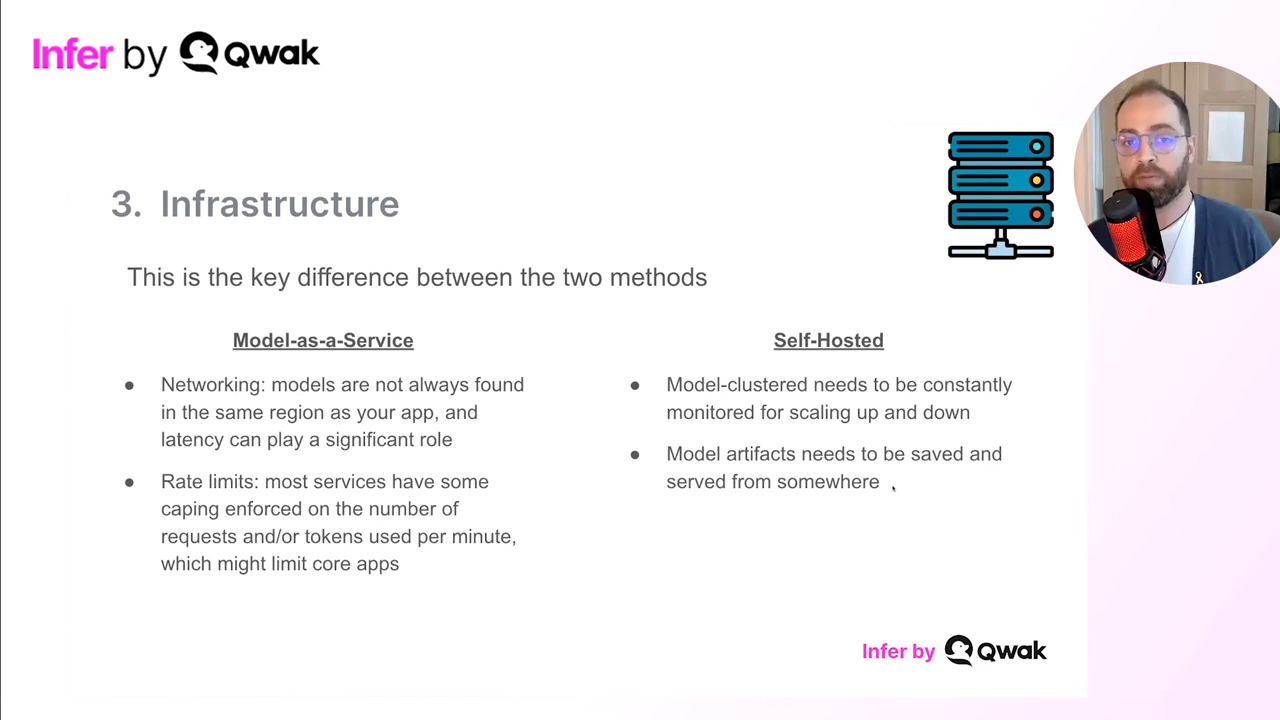 Infer by Qwak
3. Infrastructure
This is the key difference between the two methods
Model-as-a-Service
● Networking: models are not always found
in the same region as your app, and
latency can play a significant role
● Rate limits: most services have some
caping enforced on the number of
requests and/or tokens used per minute,
which might limit core apps
Self-Hosted
● Model-clustered needs to be constantly
monitored for scaling up and down
● Model artifacts needs to be saved and
served from somewhere
Infer by Qwak